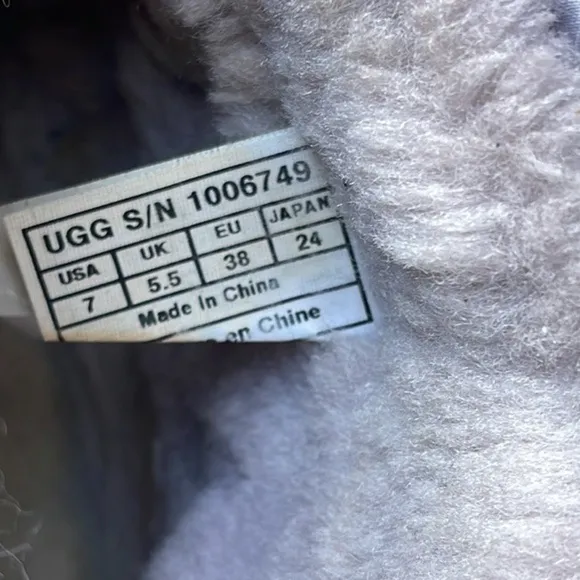 UGG S/N 1006749
USA UK EU JAPAN
7 5.5 38 24
Made In China
en Chine